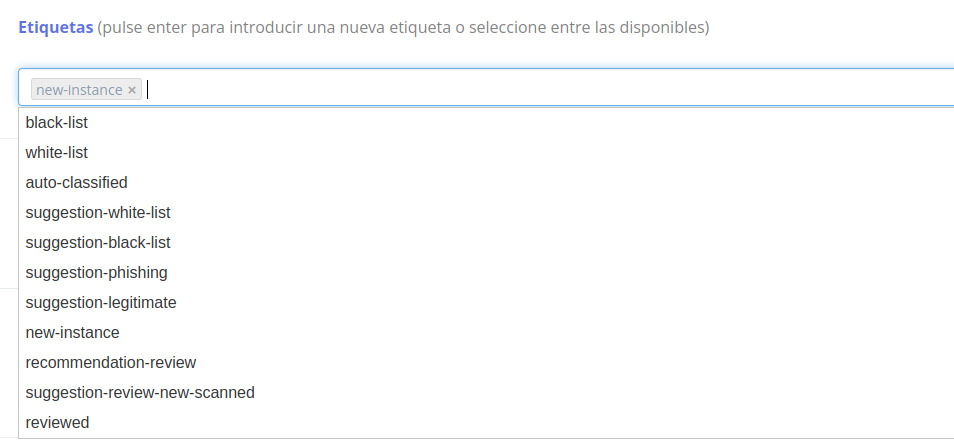 Etiquetas (pulse enter para introducir una nueva etiqueta o seleccione entre las disponibles)
new-instance ×
black-list
white-list
auto-classified
suggestion-white-list
suggestion-black-list
suggestion-phishing
suggestion-legitimate
new-instance
recommendation-review
suggestion-review-new-scanned
reviewed